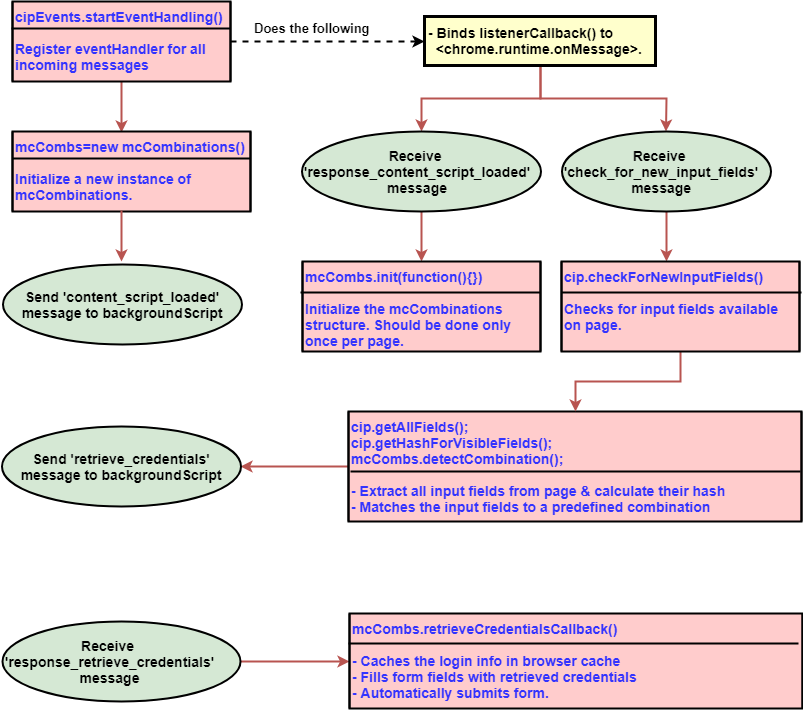 cipEvents.startEventHandling()
Register eventHandler for all
incoming messages
Does the following
- Binds listenerCallback() to
<chrome.runtime.onMessage>.
mcCombs=new mcCombinations()
Initialize a new instance of
mcCombinations.
Receive
'response_content_script_loaded'
message
Receive
'check_for_new_input_fields'
message
Send 'content_script_loaded'
message to backgroundScript
mcCombs.init(function(){})
Initialize the mcCombinations
structure. Should be done only
once per page.
cip.checkForNewInputFields()
Checks for input fields available
on page.
cip.getAllFields();
cip.getHashForVisibleFields();
mcCombs.detectCombination();
- Extract all input fields from page & calculate their hash
- Matches the input fields to a predefined combination
Send 'retrieve_credentials'
message to backgroundScript
Receive
'response_retrieve_credentials'
message
mcCombs.retrieveCredentialsCallback()
- Caches the login info in browser cache
- Fills form fields with retrieved credentials
- Automatically submits form.